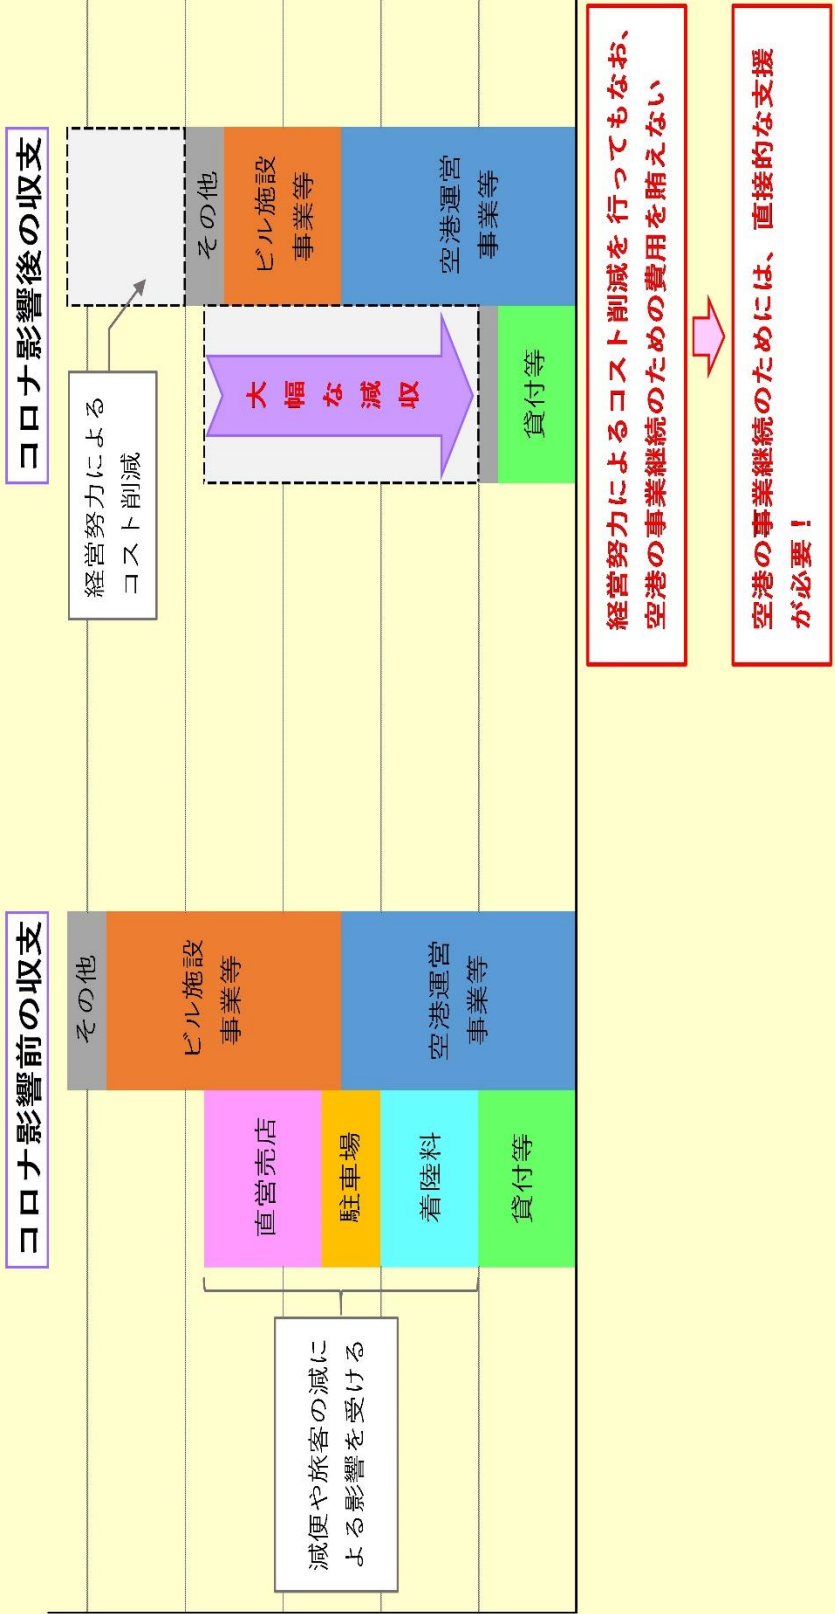 コロナ影響前の収支
減便や旅客の減に
よる影響を受ける
直営売店
駐車場
着陸料
貸付等
その他
ビル施設
事業等
空港運営
事業等
コロナ影響後の収支
経営努力による
コスト削減
大幅な減収
貸付等
その他
ビル施設
事業等
空港運営
事業等
経営努力によるコスト削減を行ってもなお、
空港の事業継続のための費用を賄えない
空港の事業継続のためには、直接的な支援
が必要！